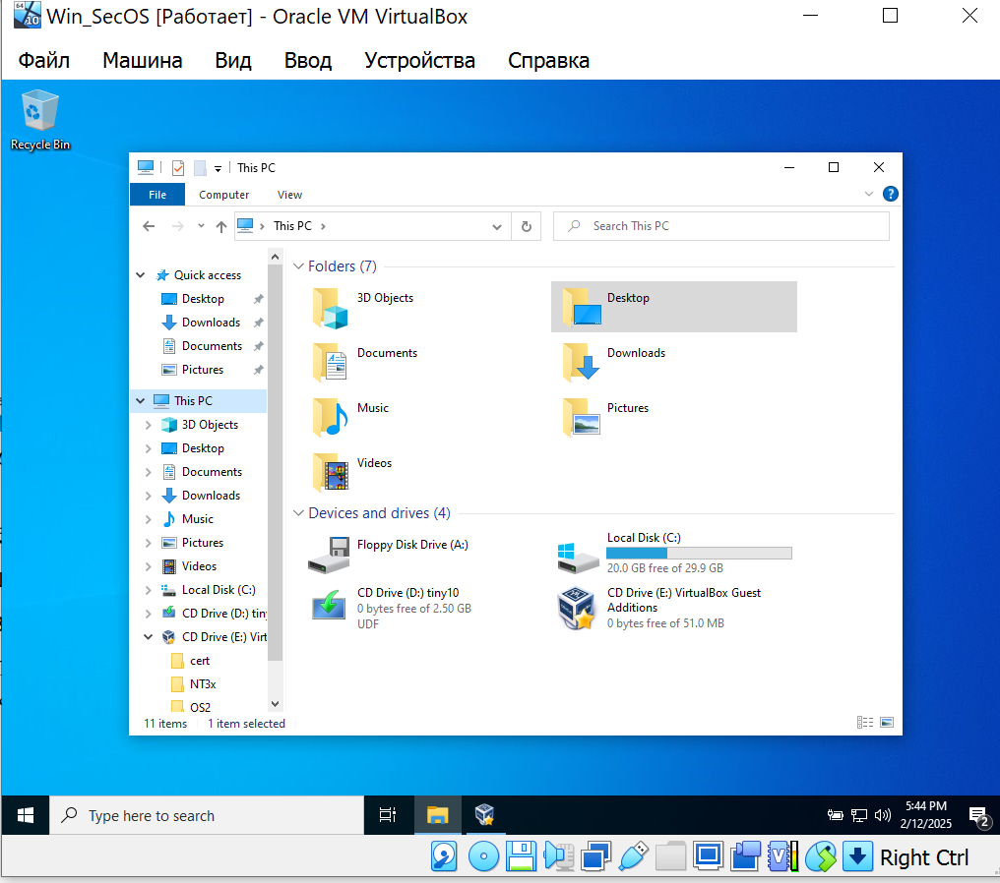 Win_SecOS [Работает] - Oracle VM VirtualBox
Файл Машина Вид Ввод Устройства Справка
Recycle Bin
This PC
File Computer View
This PC
Search This PC
Quick access
Desktop
Downloads
Documents
Pictures
This PC
3D Objects
Desktop
Documents
Downloads
Music
Pictures
Videos
Local Disk (C:)
CD Drive (D:) tiny
CD Drive (E:) Virt
cert
NT3x
OS2
Folders (7)
3D Objects
Desktop
Documents
Downloads
Music
Pictures
Videos
Devices and drives (4)
Floppy Disk Drive (A:)
Local Disk (C:)
20.0 GB free of 29.9 GB
CD Drive (D:) tiny10
0 bytes free of 2.50 GB
UDF
CD Drive (E:) VirtualBox Guest
Additions
0 bytes free of 51.0 MB
11 items 1 item selected
Type here to search
5:44 PM
2/12/2025
2
Right Ctrl